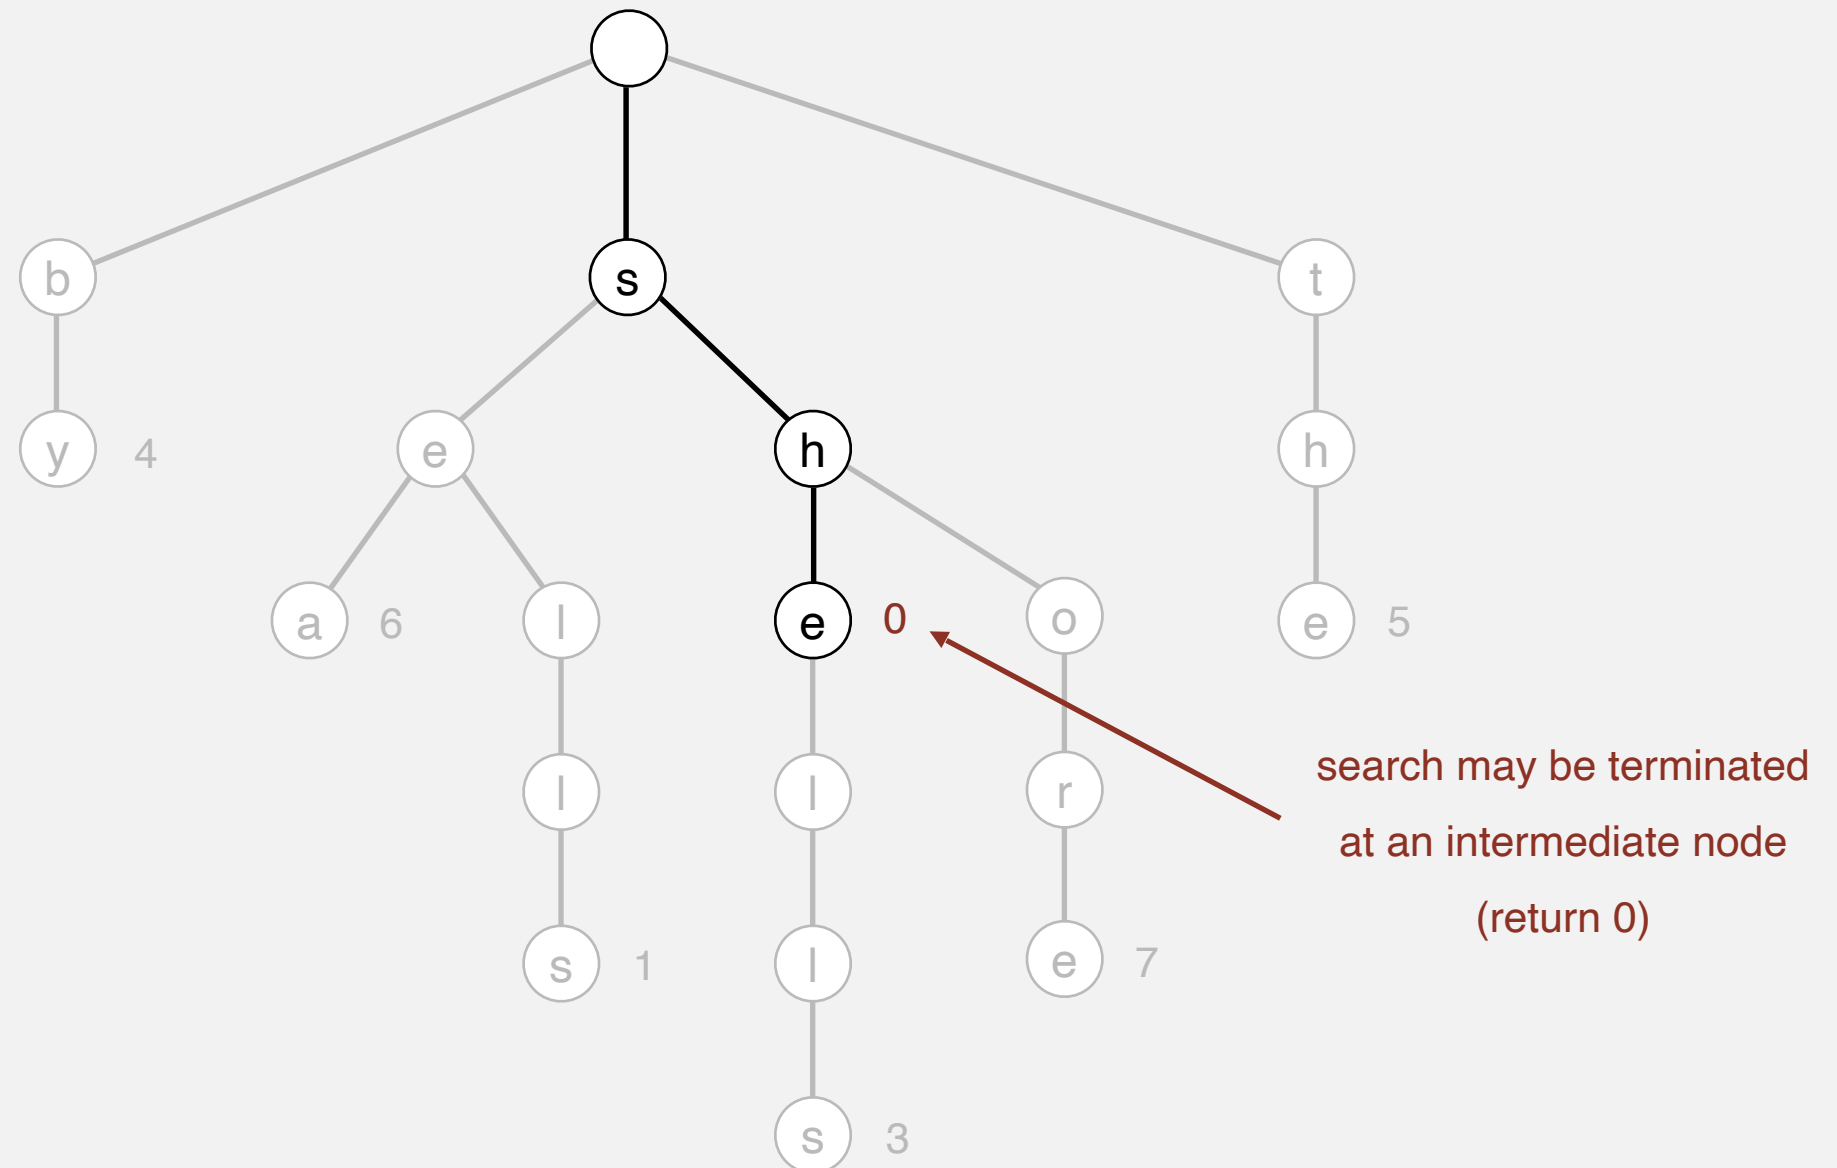 b
s
t
y 4
e
h
h
a 6
l
e 0
o
e 5
l
l
r
search may be terminated
at an intermediate node
(return 0)
s 1
l
e 7
s 3